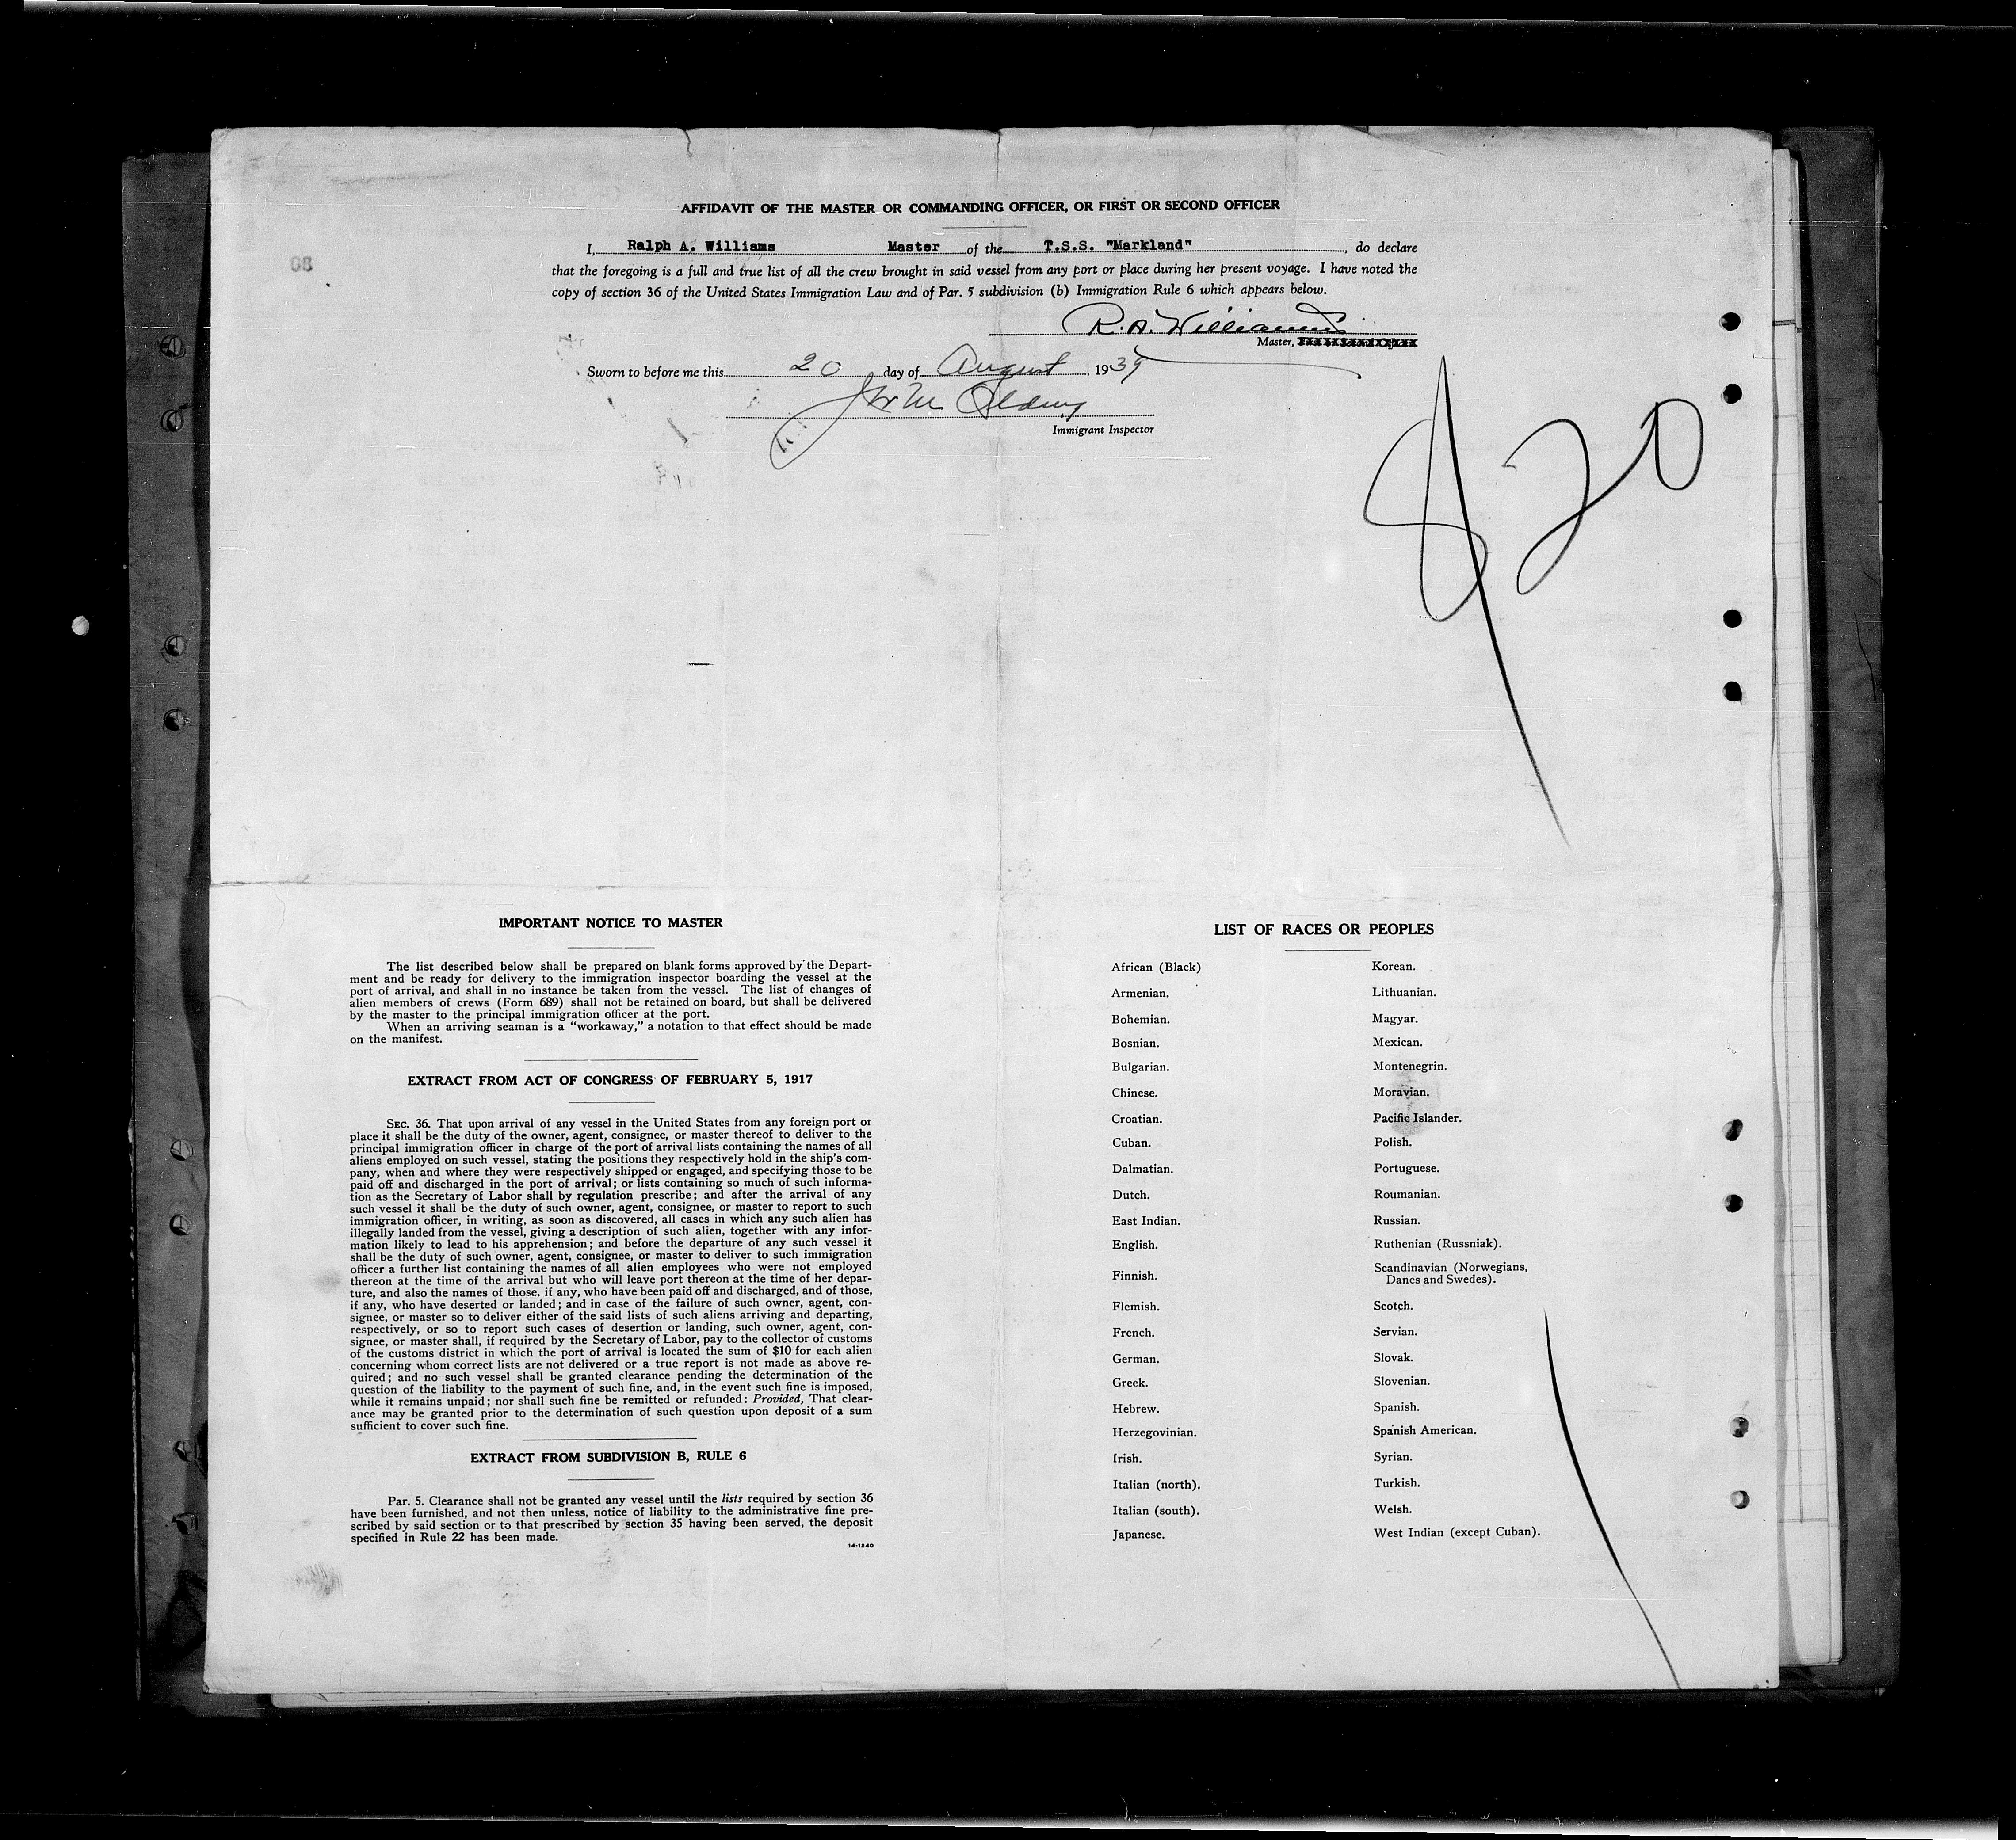 AFFIDAVIT OF THE MASTER OR COMMANDING OFFICER, OR FIRST OR SECOND OFFICER
I, Ralph A. Williams Master of the T.S.S. "Markland", do declare
that the foregoing is a full and true list of all the crew brought in said vessel from any port or place during her present voyage. I have noted the
copy of section 36 of the United States Immigration Law and of Par. 5 subdivision (b) Immigration Rule 6 which appears below.
R. A. Williams
Master,
Sworn to before me this 20 day of August 1939
Immigrant Inspector
820
IMPORTANT NOTICE TO MASTER
The list described below shall be prepared on blank forms approved by the Depart-
ment and be ready for delivery to the immigration inspector boarding the vessel at the
port of arrival, and shall in no instance be taken from the vessel. The list of changes of
alien members of crews (Form 689) shall not be retained on board, but shall be delivered
by the master to the principal immigration officer at the port.
When an arriving seaman is a "workaway," a notation to that effect should be made
on the manifest.
EXTRACT FROM ACT OF CONGRESS OF FEBRUARY 5, 1917
SEC. 36. That upon arrival of any vessel in the United States from any foreign port or
place it shall be the duty of the owner, agent, consignee, or master thereof to deliver to the
principal immigration officer in charge of the port of arrival lists containing the names of all
aliens employed on such vessel, stating the positions they respectively hold in the ship's com-
pany, when and where they were respectively shipped or engaged, and specifying those to be
paid off and discharged in the port of arrival; or lists containing so much of such informa-
tion as the Secretary of Labor shall by regulation prescribe; and after the arrival of any
such vessel it shall be the duty of such owner, agent, consignee, or master to report to such
immigration officer, in writing, as soon as discovered, all cases in which any such alien has
illegally landed from the vessel, giving a description of such alien, together with any infor-
mation likely to lead to his apprehension; and before the departure of any such vessel it
shall be the duty of such owner, agent, consignee, or master to deliver to such immigration
officer a further list containing the names of all alien employees who were not employed
thereon at the time of the arrival but who will leave port thereon at the time of her depar-
ture, and also the names of those, if any, who have been paid off and discharged, and of those,
if any, who have deserted or landed; and in case of the failure of such owner, agent, con-
signee, or master so to deliver either of the said lists of such aliens arriving and departing,
respectively, or so to report such cases of desertion or landing, such owner, agent, con-
signee, or master shall, if required by the Secretary of Labor, pay to the collector of customs
of the customs district in which the port of arrival is located the sum of $10 for each alien
concerning whom correct lists are not delivered or a true report is not made as above re-
quired; and no such vessel shall be granted clearance pending the determination of the
question of the liability to the payment of such fine, and, in the event such fine is imposed,
while it remains unpaid; nor shall such fine be remitted or refunded: Provided, That clear-
ance may be granted prior to the determination of such question upon deposit of a sum
sufficient to cover such fine.
EXTRACT FROM SUBDIVISION B, RULE 6
Par. 5. Clearance shall not be granted any vessel until the lists required by section 36
have been furnished, and not then unless, notice of liability to the administrative fine pre-
scribed by said section or to that prescribed by section 35 having been served, the deposit
specified in Rule 22 has been made.
14-1240
LIST OF RACES OR PEOPLES
African (Black)
Armenian.
Bohemian.
Bosnian.
Bulgarian.
Chinese.
Croatian.
Cuban.
Dalmatian.
Dutch.
East Indian.
English.
Finnish.
Flemish.
French.
German.
Greek.
Hebrew.
Herzegovinian.
Irish.
Italian (north).
Italian (south).
Japanese.
Korean.
Lithuanian.
Magyar.
Mexican.
Montenegrin.
Moravian.
Pacific Islander.
Polish.
Portuguese.
Roumanian.
Russian.
Ruthenian (Russniak).
Scandinavian (Norwegians,
Danes and Swedes).
Scotch.
Servian.
Slovak.
Slovenian.
Spanish.
Spanish American.
Syrian.
Turkish.
Welsh.
West Indian (except Cuban).